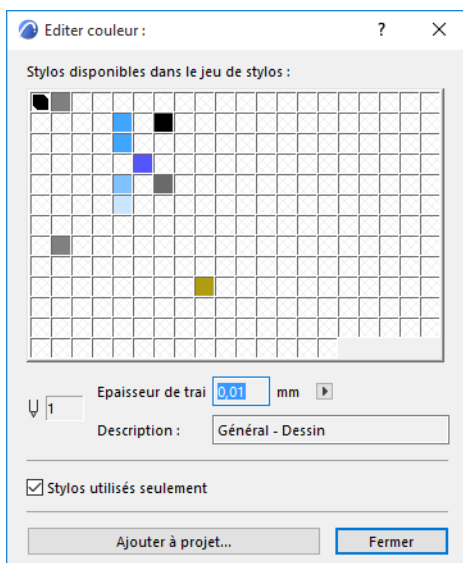 Editer couleur :
Stylos disponibles dans le jeu de stylos :
Epaisseur de trai 0,01 mm
1
Description : Général - Dessin
Stylos utilisés seulement
Ajouter à projet... Fermer